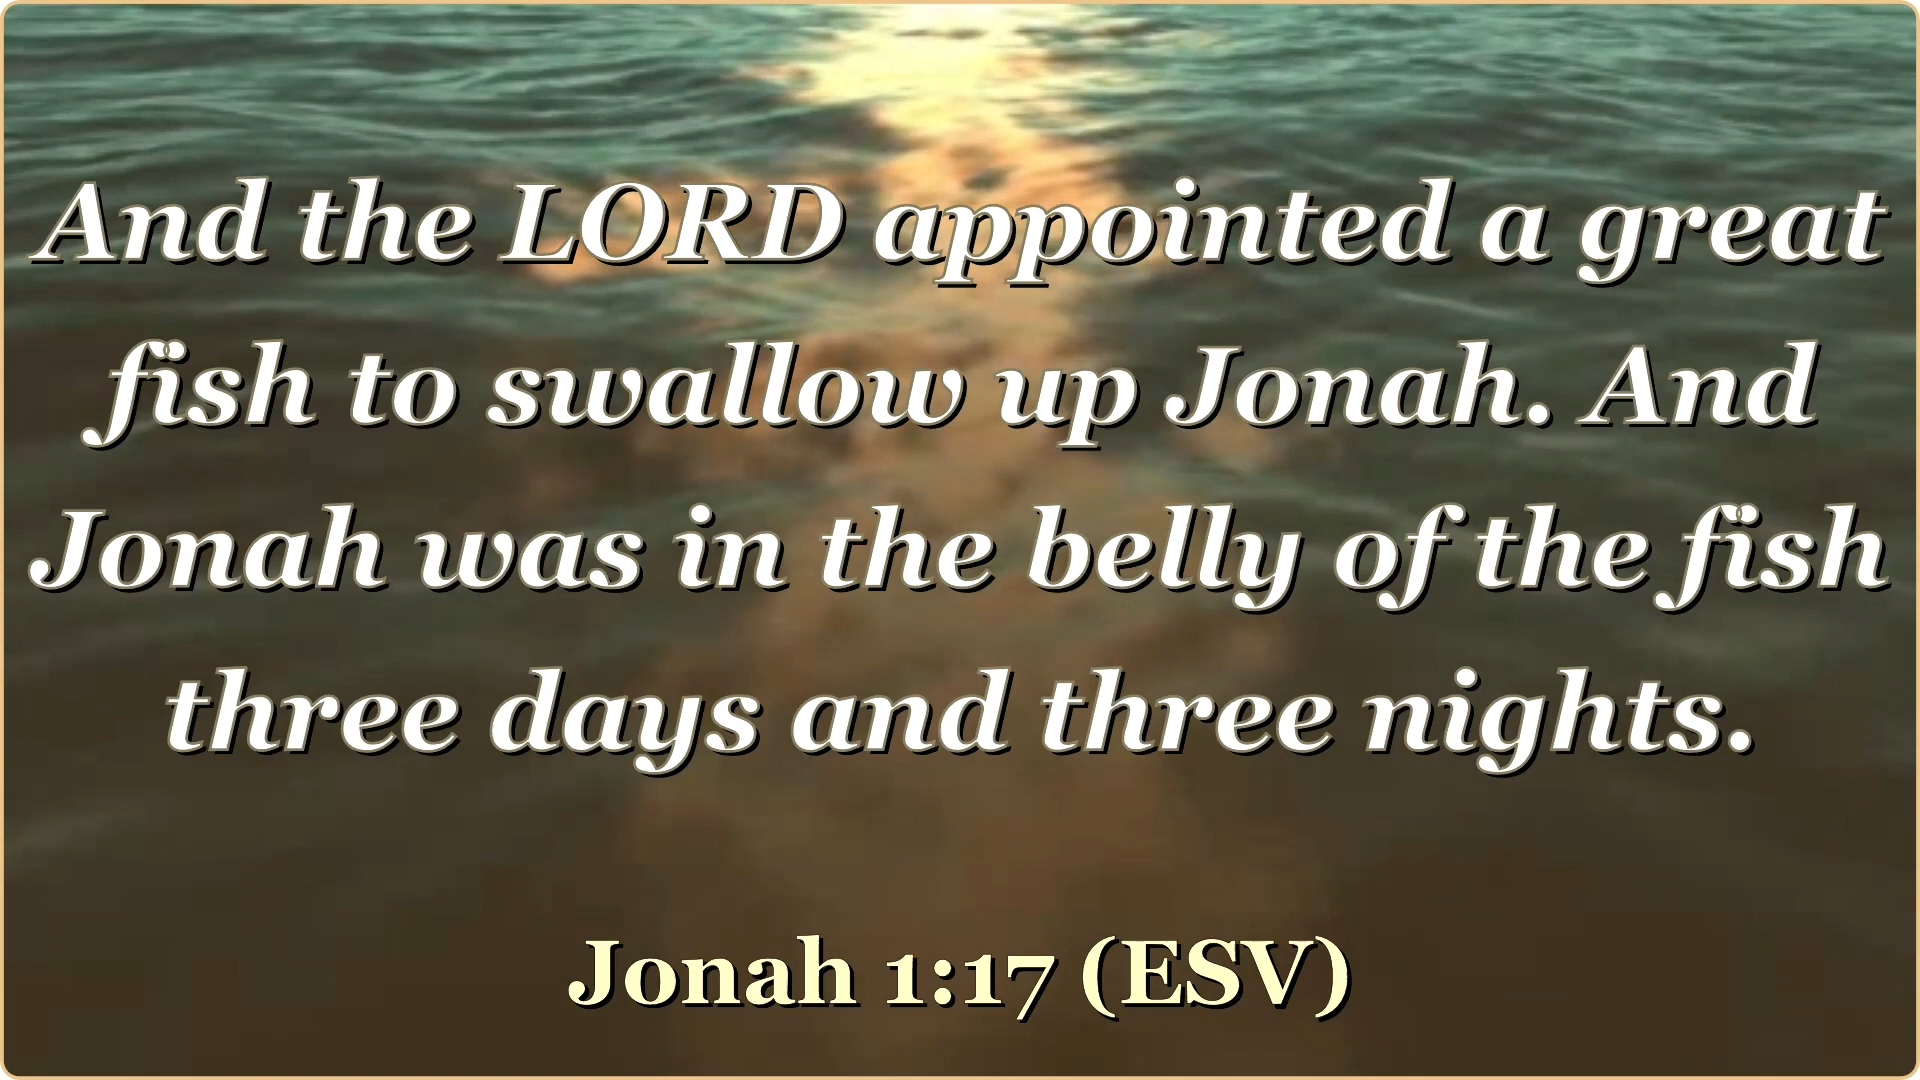 And the LORD appointed a great
fish to swallow up Jonah. And
Jonah was in the belly of the fish
three days and three nights.
Jonah 1:17 (ESV)